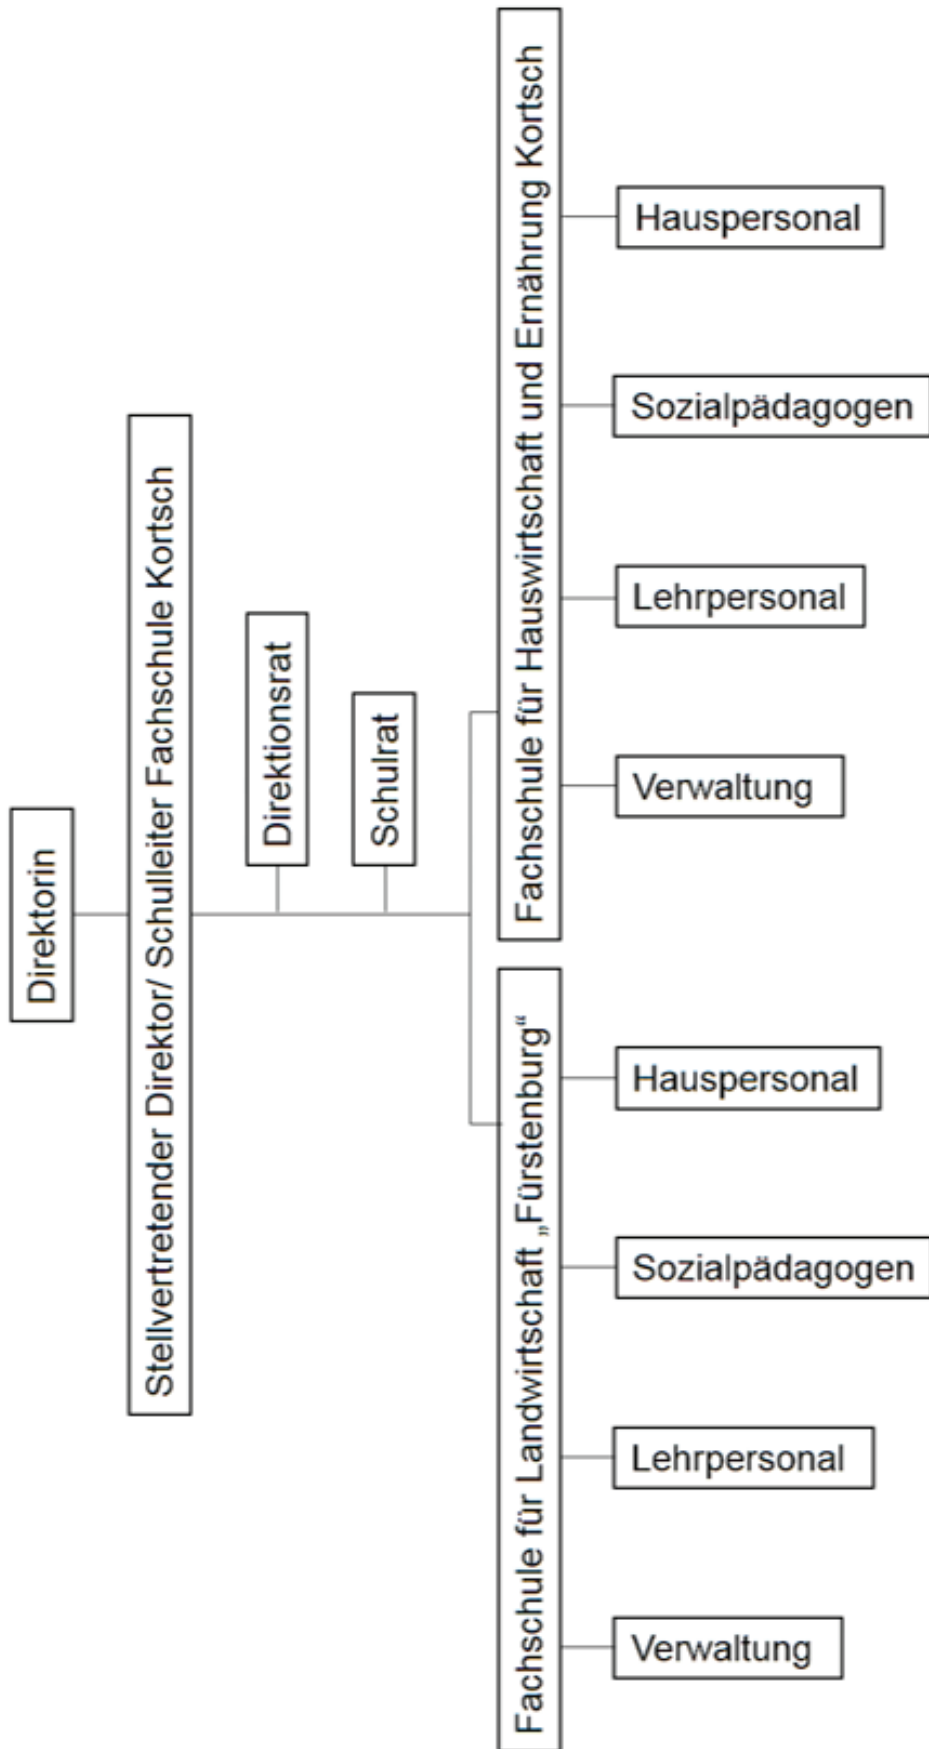 Direktorin
Stellvertretender Direktor/ Schulleiter Fachschule Kortsch
Direktionsrat
Schulrat
Fachschule für Landwirtschaft „Fürstenburg“
Verwaltung
Lehrpersonal
Sozialpädagogen
Hauspersonal
Fachschule für Hauswirtschaft und Ernährung Kortsch
Verwaltung
Lehrpersonal
Sozialpädagogen
Hauspersonal